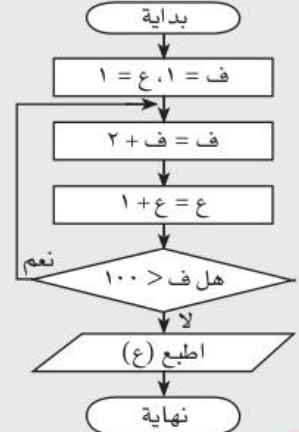 بداية
ف = ١، ع = ١
ف = ف + ٢
ع = ع + ١
هل ف < ١٠٠
نعم
لا
اطبع (ع)
نهاية